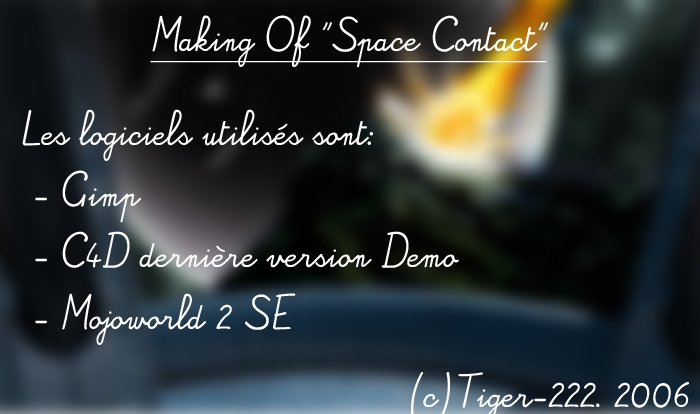 Making Of "Space Contact"
Les logiciels utilisés sont:
- Gimp
- C4D dernière version Demo
- Mojoworld 2 SE
(c) Tiger-222. 2006